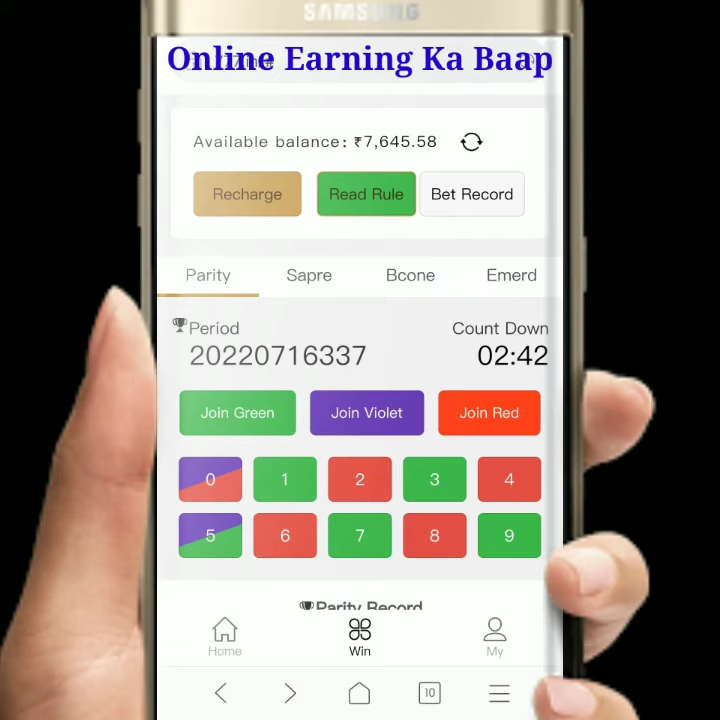 SAMSUNG
Online Earning Ka Baap
Available balance: ₹7,645.58
Recharge
Read Rule
Bet Record
Parity
Sapre
Bcone
Emerd
Period
Count Down
20220716337
02:42
Join Green
Join Violet
Join Red
0
1
2
3
4
5
6
7
8
9
Parity Record
Home
Win
My
10